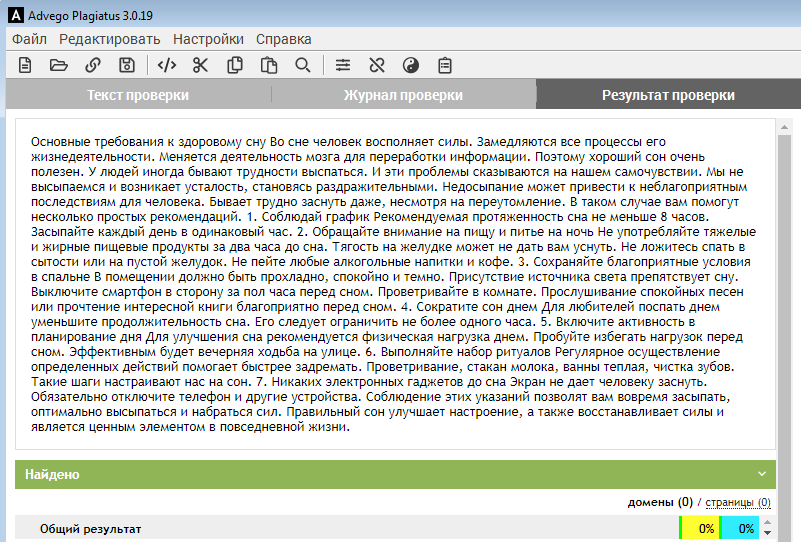 Advego Plagiatus 3.0.19
Файл Редактировать Настройки Справка
Текст проверки Журнал проверки Результат проверки
Основные требования к здоровому сну Во сне человек восполняет силы. Замедляются все процессы его
жизнедеятельности. Меняется деятельность мозга для переработки информации. Поэтому хороший сон очень
полезен. У людей иногда бывают трудности выспаться. И эти проблемы сказываются на нашем самочувствии. Мы не
высыпаемся и возникает усталость, становясь раздражительными. Недосыпание может привести к неблагоприятным
последствиям для человека. Бывает трудно заснуть даже, несмотря на переутомление. В таком случае вам помогут
несколько простых рекомендаций. 1. Соблюдай график Рекомендуемая протяженность сна не меньше 8 часов.
Засыпайте каждый день в одинаковый час. 2. Обращайте внимание на пищу и питье на ночь Не употребляйте тяжелые
и жирные пищевые продукты за два часа до сна. Тягость на желудке может не дать вам уснуть. Не ложитесь спать в
сытости или на пустой желудок. Не пейте любые алкогольные напитки и кофе. 3. Сохраняйте благоприятные условия
в спальне В помещении должно быть прохладно, спокойно и темно. Присутствие источника света препятствует сну.
Выключите смартфон в сторону за пол часа перед сном. Проветривайте в комнате. Прослушивание спокойных песен
или прочтение интересной книги благоприятно перед сном. 4. Сократите сон днем Для любителей поспать днем
уменьшите продолжительность сна. Его следует ограничить не более одного часа. 5. Включите активность в
планирование дня Для улучшения сна рекомендуется физическая нагрузка днем. Пробуйте избегать нагрузок перед
сном. Эффективным будет вечерняя ходьба на улице. 6. Выполняйте набор ритуалов Регулярное осуществление
определенных действий помогает быстрее задремать. Проветривание, стакан молока, ванны теплая, чистка зубов.
Такие шаги настраивают нас на сон. 7. Никаких электронных гаджетов до сна Экран не дает человеку заснуть.
Обязательно отключите телефон и другие устройства. Соблюдение этих указаний позволят вам вовремя засыпать,
оптимально высыпаться и набраться сил. Правильный сон улучшает настроение, а также восстанавливает силы и
является ценным элементом в повседневной жизни.
Найдено
домены (0) / страницы (0)
Общий результат 0% 0%